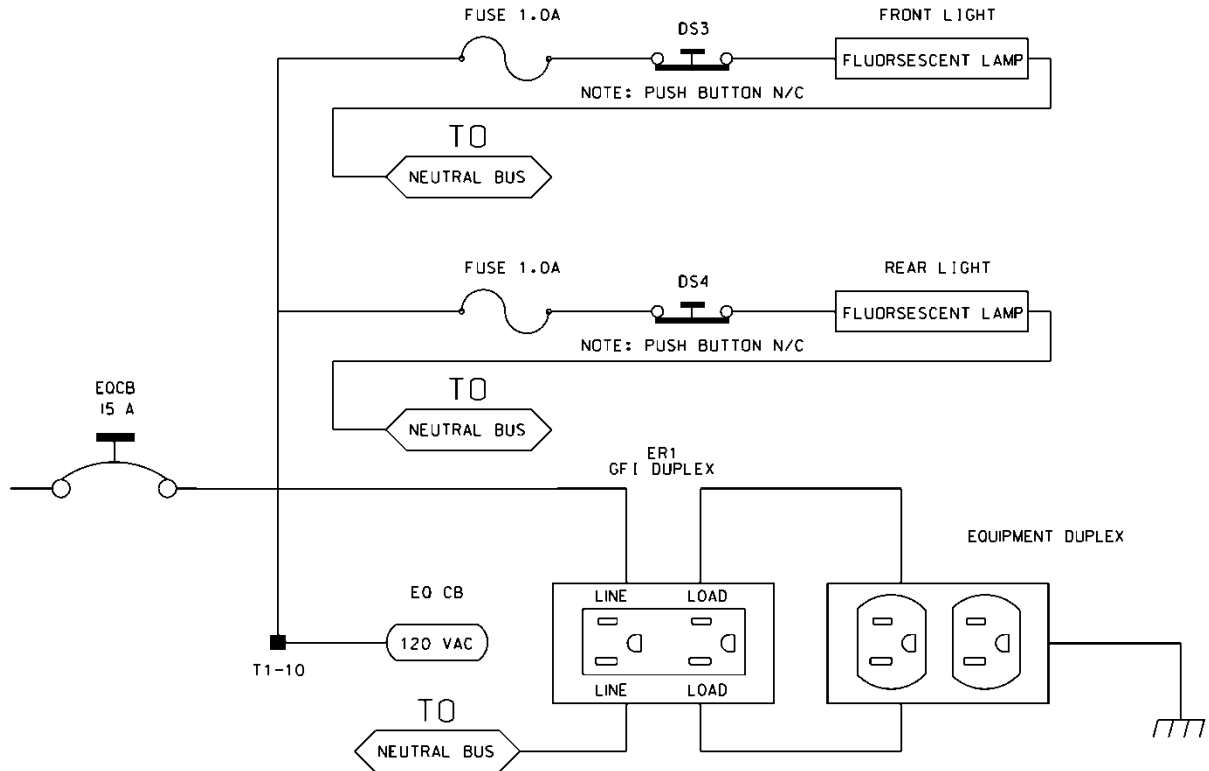 FUSE 1.0A
DS3
FRONT LIGHT
FLUORSESCENT LAMP
NOTE: PUSH BUTTON N/C
TO
NEUTRAL BUS
FUSE 1.0A
DS4
REAR LIGHT
FLUORSESCENT LAMP
NOTE: PUSH BUTTON N/C
TO
NEUTRAL BUS
EQCB
15 A
ER1
GFI DUPLEX
EQUIPMENT DUPLEX
EQ CB
120 VAC
T1-10
LINE LOAD
LINE LOAD
TO
NEUTRAL BUS